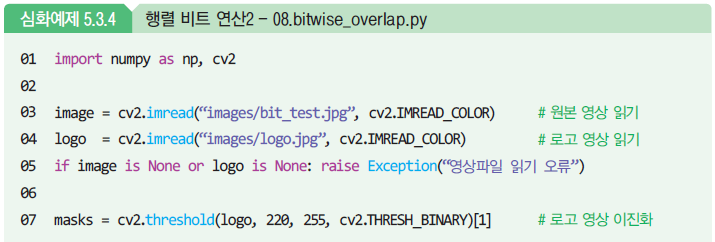 심화예제 5.3.4 행렬 비트 연산2 – 08.bitwise_overlap.py
01 import numpy as np, cv2
02
03 image = cv2.imread(“images/bit_test.jpg”, cv2.IMREAD_COLOR) # 원본 영상 읽기
04 logo = cv2.imread(“images/logo.jpg”, cv2.IMREAD_COLOR) # 로고 영상 읽기
05 if image is None or logo is None: raise Exception(“영상파일 읽기 오류”)
06
07 masks = cv2.threshold(logo, 220, 255, cv2.THRESH_BINARY)[1] # 로고 영상 이진화